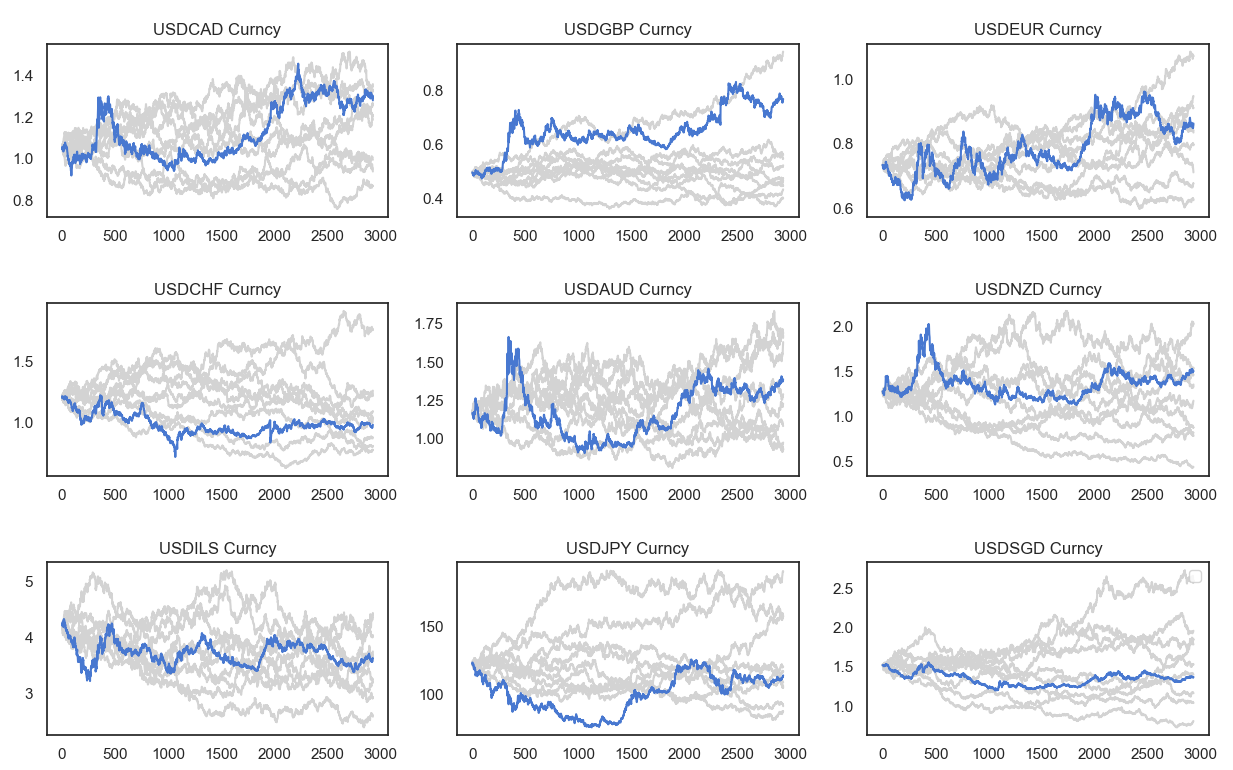 USDCAD Curncy
USDGBP Curncy
USDEUR Curncy
1.4
1.2
1.0
0.8
0.8
0.6
0.4
1.0
0.8
0.6
0 500 1000 1500 2000 2500 3000
0 500 1000 1500 2000 2500 3000
0 500 1000 1500 2000 2500 3000
USDCHF Curncy
USDAUD Curncy
USDNZD Curncy
1.5
1.0
1.75
1.50
1.25
1.00
2.0
1.5
1.0
0.5
0 500 1000 1500 2000 2500 3000
0 500 1000 1500 2000 2500 3000
0 500 1000 1500 2000 2500 3000
USDILS Curncy
USDJPY Curncy
USDSGD Curncy
5
4
3
150
100
2.5
2.0
1.5
1.0
0 500 1000 1500 2000 2500 3000
0 500 1000 1500 2000 2500 3000
0 500 1000 1500 2000 2500 3000